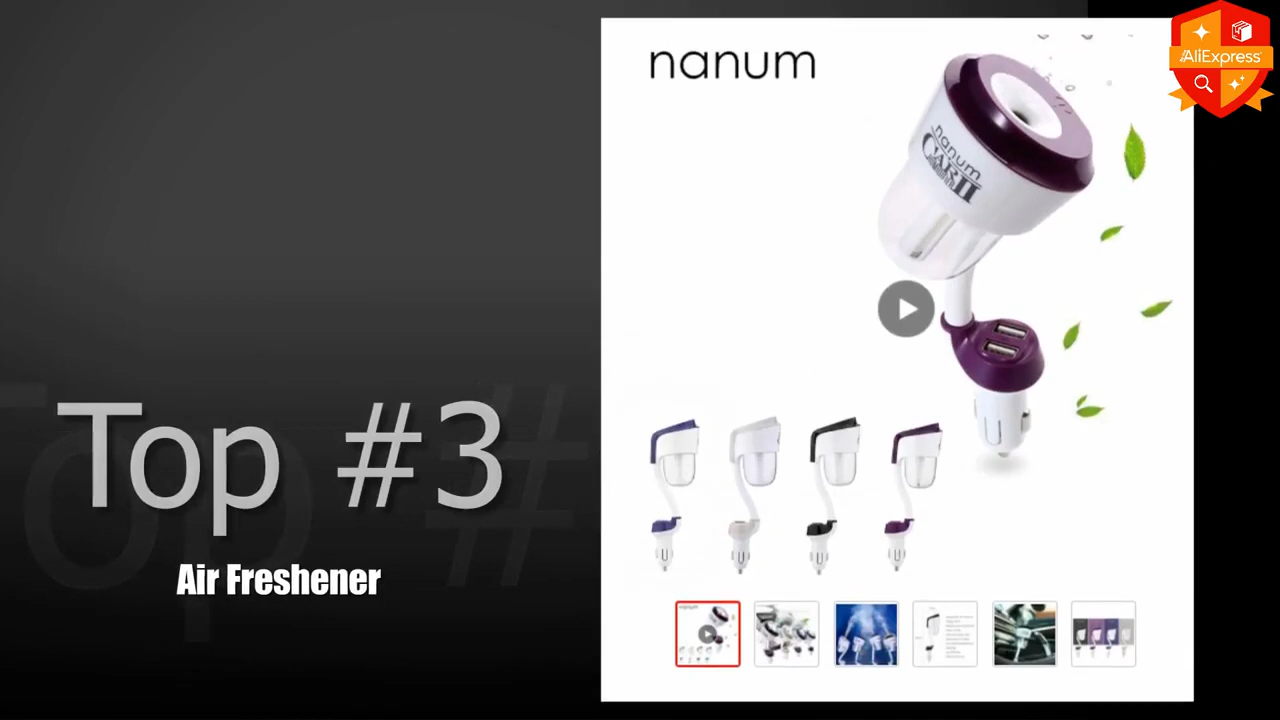 nanum
AliExpress
nanum
CAR II
Top #3
Air Freshener